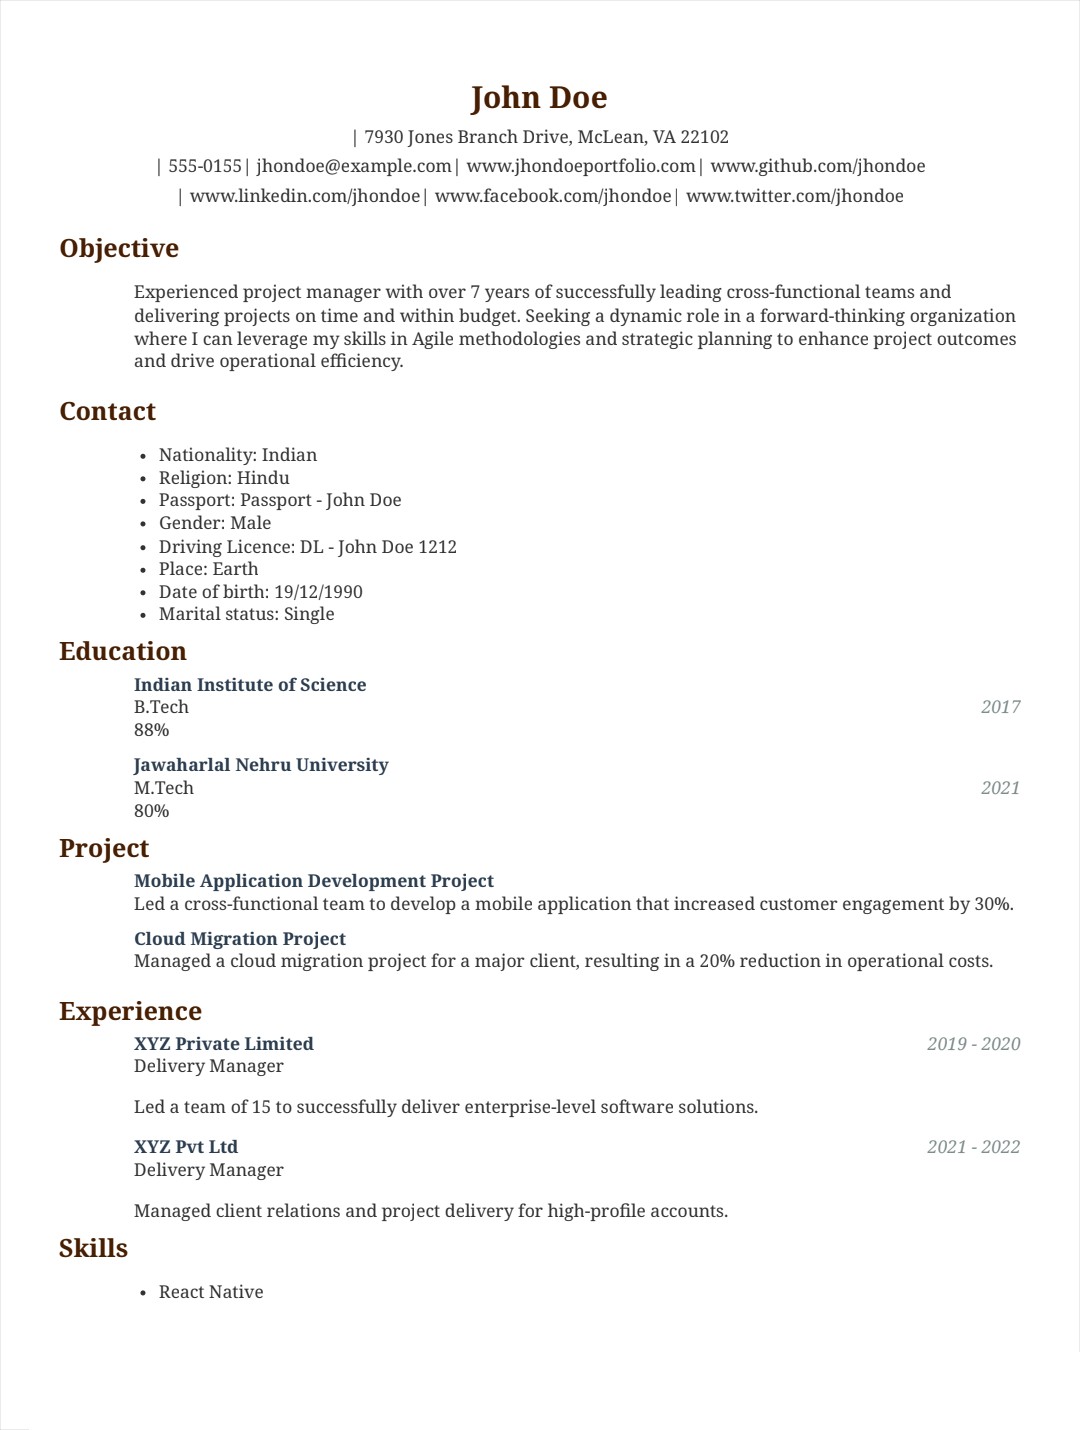 John Doe
| 7930 Jones Branch Drive, McLean, VA 22102
| 555-0155| jhondoe@example.com| www.jhondoeportfolio.com| www.github.com/jhondoe
| www.linkedin.com/jhondoe| www.facebook.com/jhondoe| www.twitter.com/jhondoe
Objective
Experienced project manager with over 7 years of successfully leading cross-functional teams and
delivering projects on time and within budget. Seeking a dynamic role in a forward-thinking organization
where I can leverage my skills in Agile methodologies and strategic planning to enhance project outcomes
and drive operational efficiency.
Contact
• Nationality: Indian
• Religion: Hindu
• Passport: Passport - John Doe
• Gender: Male
• Driving Licence: DL - John Doe 1212
• Place: Earth
• Date of birth: 19/12/1990
• Marital status: Single
Education
Indian Institute of Science
B.Tech 2017
88%
Jawaharlal Nehru University
M.Tech 2021
80%
Project
Mobile Application Development Project
Led a cross-functional team to develop a mobile application that increased customer engagement by 30%.
Cloud Migration Project
Managed a cloud migration project for a major client, resulting in a 20% reduction in operational costs.
Experience
XYZ Private Limited 2019 - 2020
Delivery Manager
Led a team of 15 to successfully deliver enterprise-level software solutions.
XYZ Pvt Ltd 2021 - 2022
Delivery Manager
Managed client relations and project delivery for high-profile accounts.
Skills
• React Native